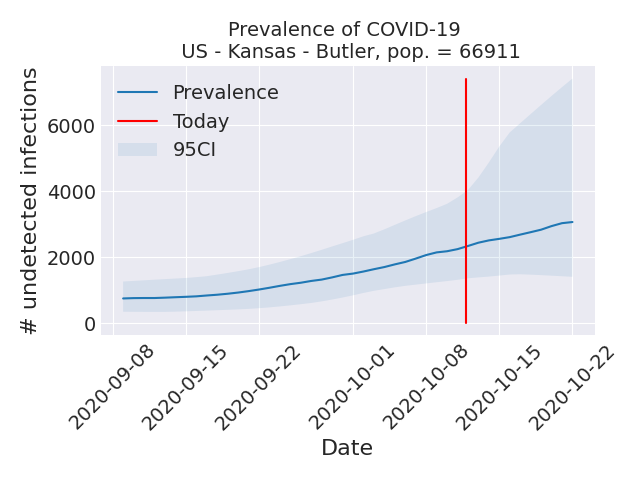 Prevalence of COVID-19
US - Kansas - Butler, pop. = 66911
# undetected infections
6000
4000
2000
0
Prevalence
Today
95CI
2020-09-08
2020-09-15
2020-09-22
2020-10-01
2020-10-08
2020-10-15
2020-10-22
Date